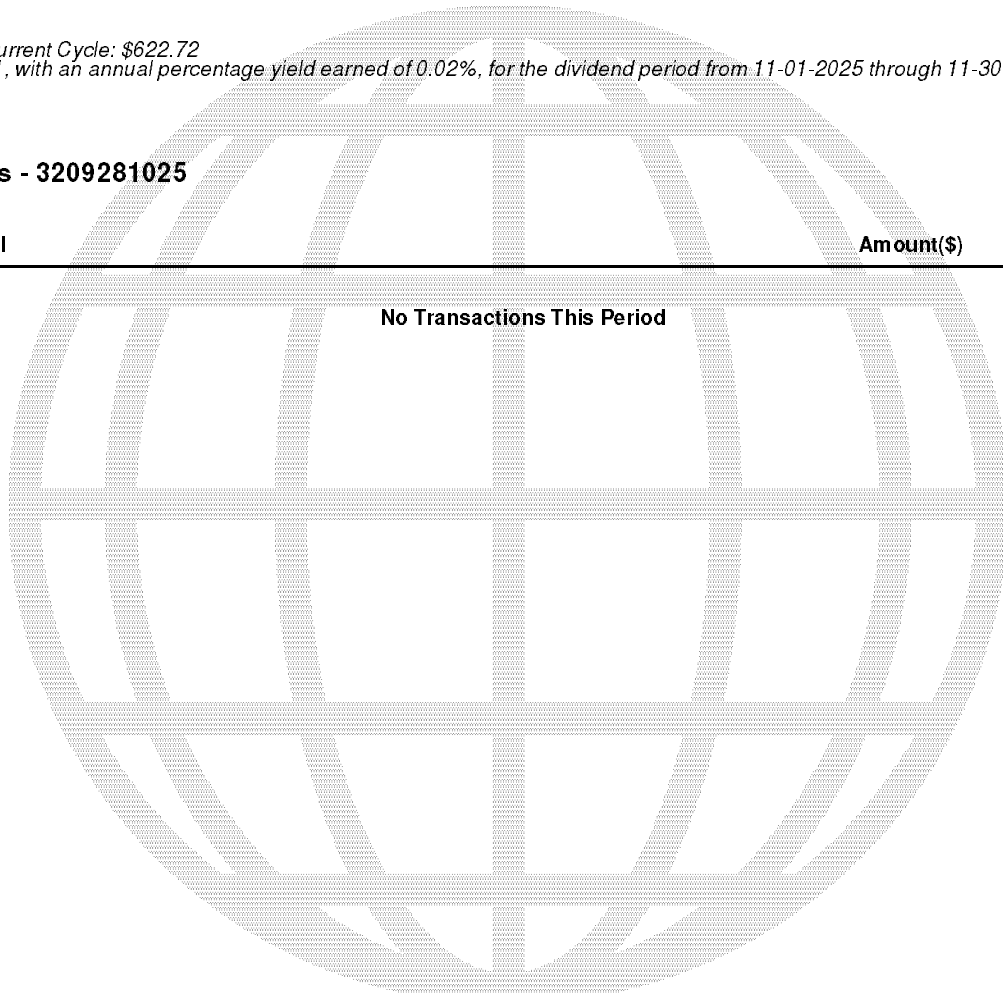 urrent Cycle: $622.72
, with an annual percentage yield earned of 0.02%, for the dividend period from 11-01-2025 through 11-30
s - 3209281025
l Amount($)
No Transactions This Period